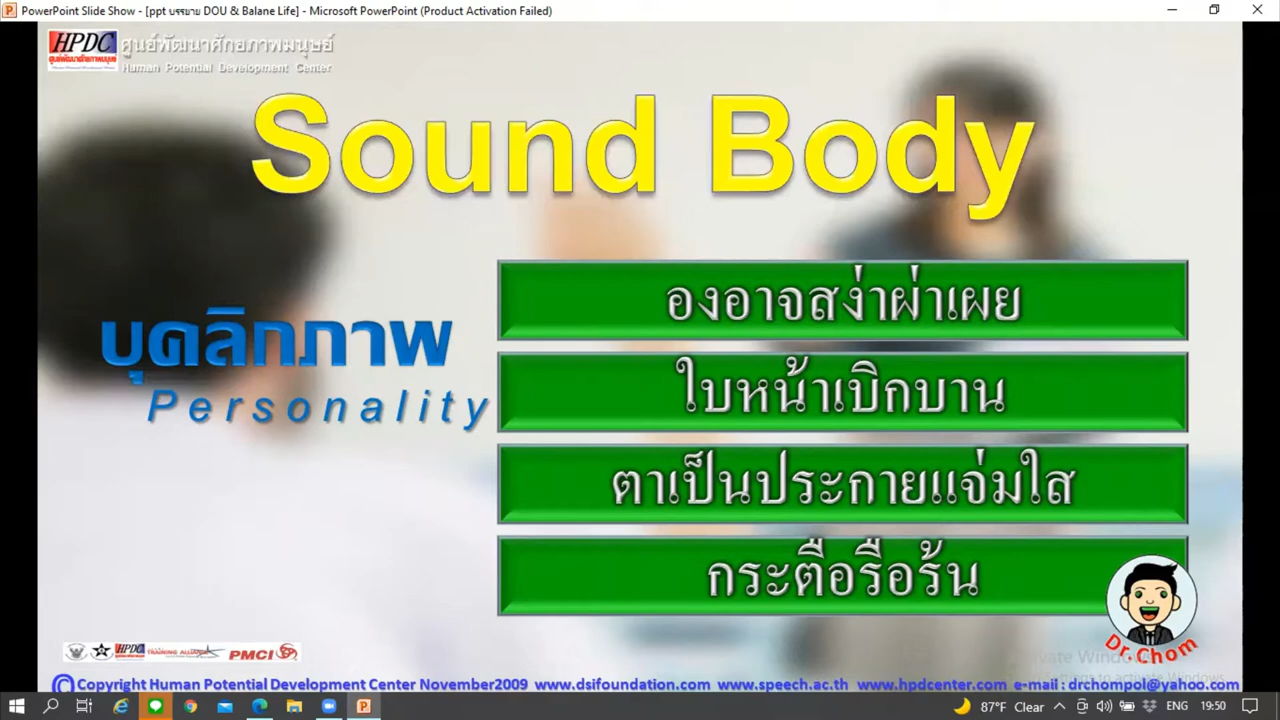 PowerPoint Slide Show - [ppt บรรยาย DOU & Balane Life] - Microsoft PowerPoint (Product Activation Failed)
HPDC ศูนย์พัฒนาศักยภาพมนุษย์
Human Potential Development Center
Sound Body
บุคลิกภาพ
Personality
องอาจสง่าผ่าเผย
ใบหน้าเบิกบาน
ตาเป็นประกายแจ่มใส
กระตือรือร้น
Dr.Chom
HPDC TRAINING ALLIANCE PMCI
© Copyright Human Potential Development Center November2009 www.dsifoundation.com www.speech.ac.th www.hpdcenter.com e-mail : drchompol@yahoo.com
87°F Clear ENG 19:50